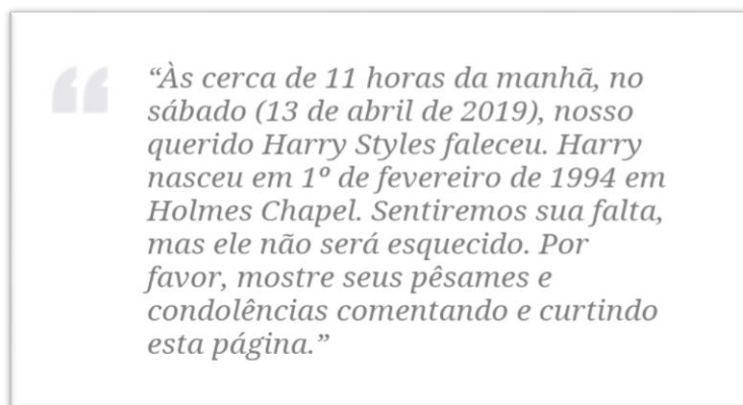 “Às cerca de 11 horas da manhã, no
sábado (13 de abril de 2019), nosso
querido Harry Styles faleceu. Harry
nasceu em 1º de fevereiro de 1994 em
Holmes Chapel. Sentiremos sua falta,
mas ele não será esquecido. Por
favor, mostre seus pêsames e
condolências comentando e curtindo
esta página.”